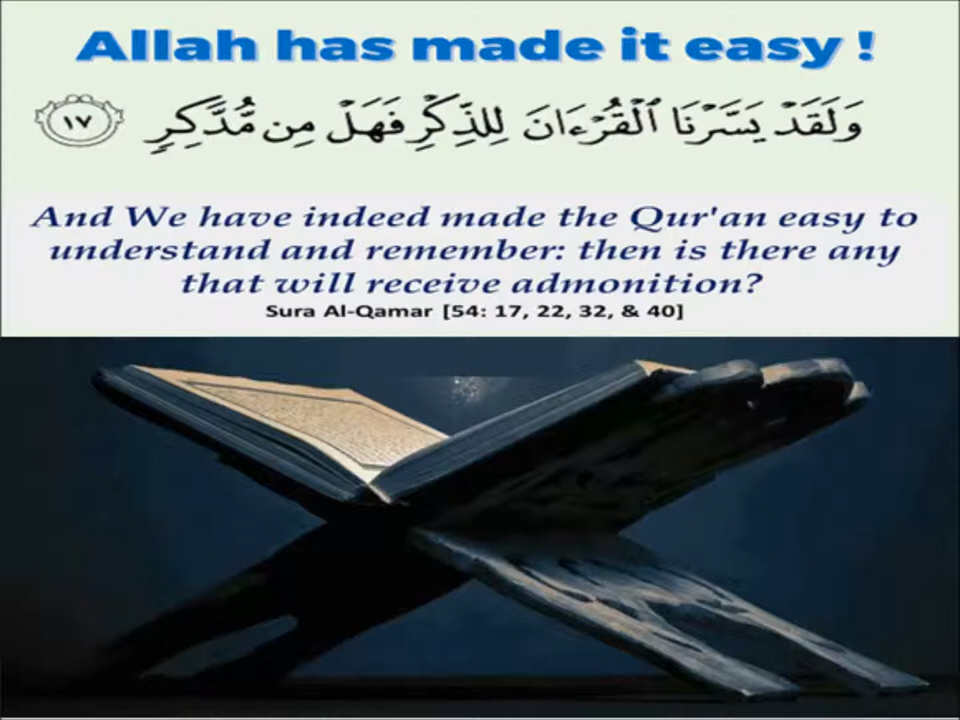 Allah has made it easy !
وَلَقَدْ يَسَّرْنَا ٱلْقُرْءَانَ لِلذِّكْرِ فَهَلْ مِن مُّدَّكِرٍ ١٧
And We have indeed made the Qur'an easy to
understand and remember: then is there any
that will receive admonition?
Sura Al-Qamar [54: 17, 22, 32, & 40]